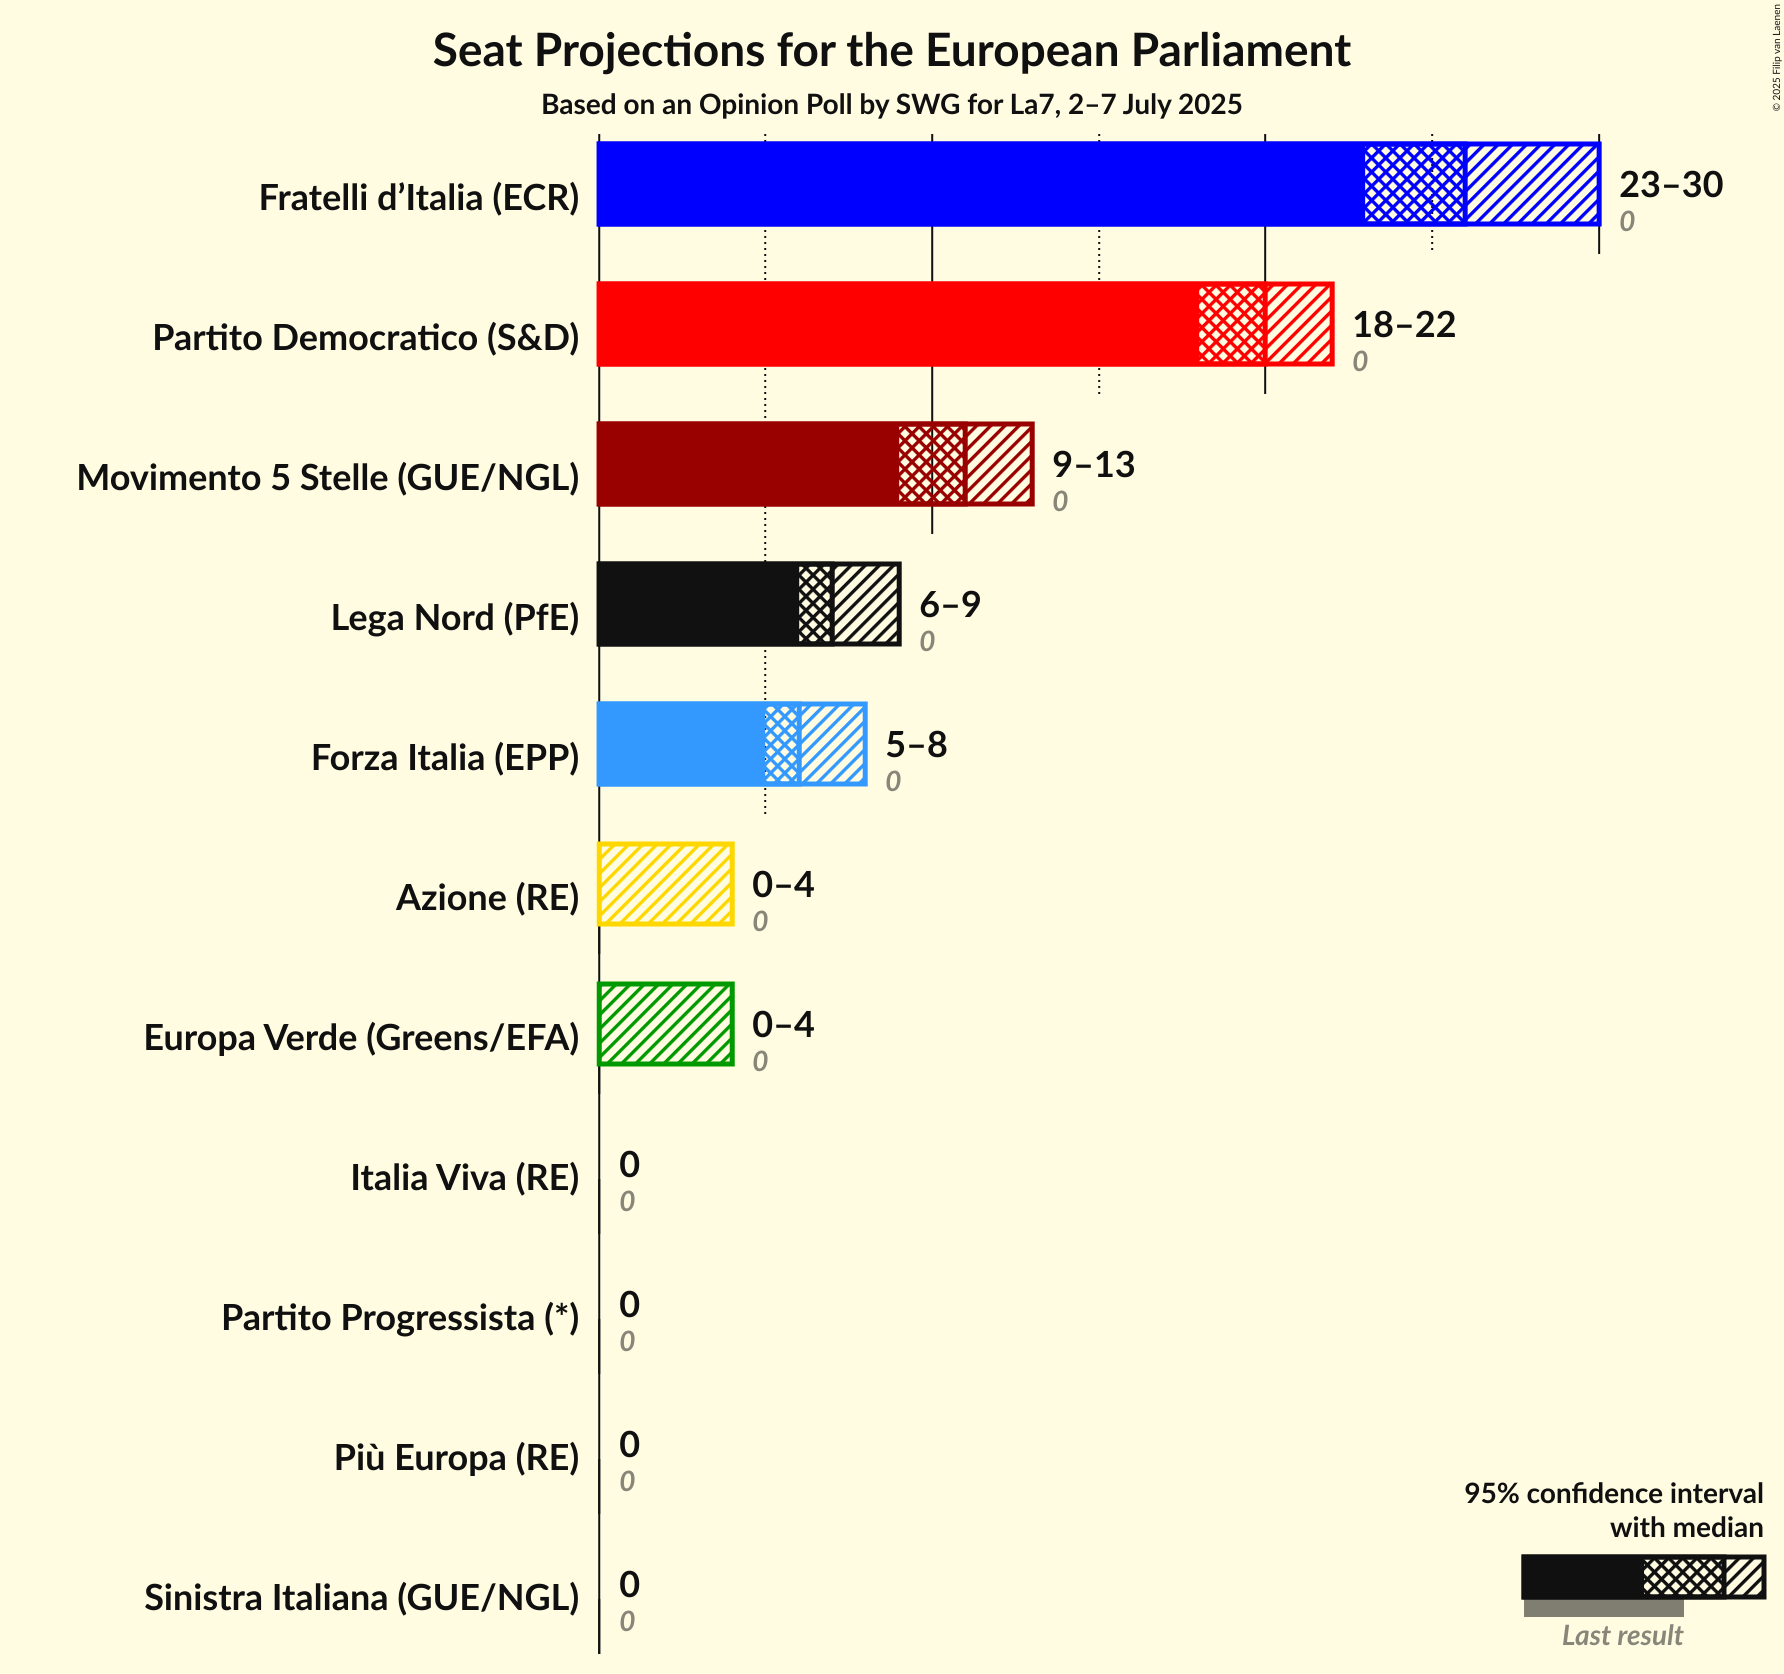 Seat Projections for the European Parliament
Based on an Opinion Poll by SWG for La7, 2–7 July 2025
© 2025 Filip van Laenen
Fratelli d’Italia (ECR)
23–30
0
Partito Democratico (S&D)
18–22
0
Movimento 5 Stelle (GUE/NGL)
9–13
0
Lega Nord (PfE)
6–9
0
Forza Italia (EPP)
5–8
0
Azione (RE)
0–4
0
Europa Verde (Greens/EFA)
0–4
0
Italia Viva (RE)
0
0
Partito Progressista (*)
0
0
Più Europa (RE)
0
0
Sinistra Italiana (GUE/NGL)
0
0
95% confidence interval
with median
Last result